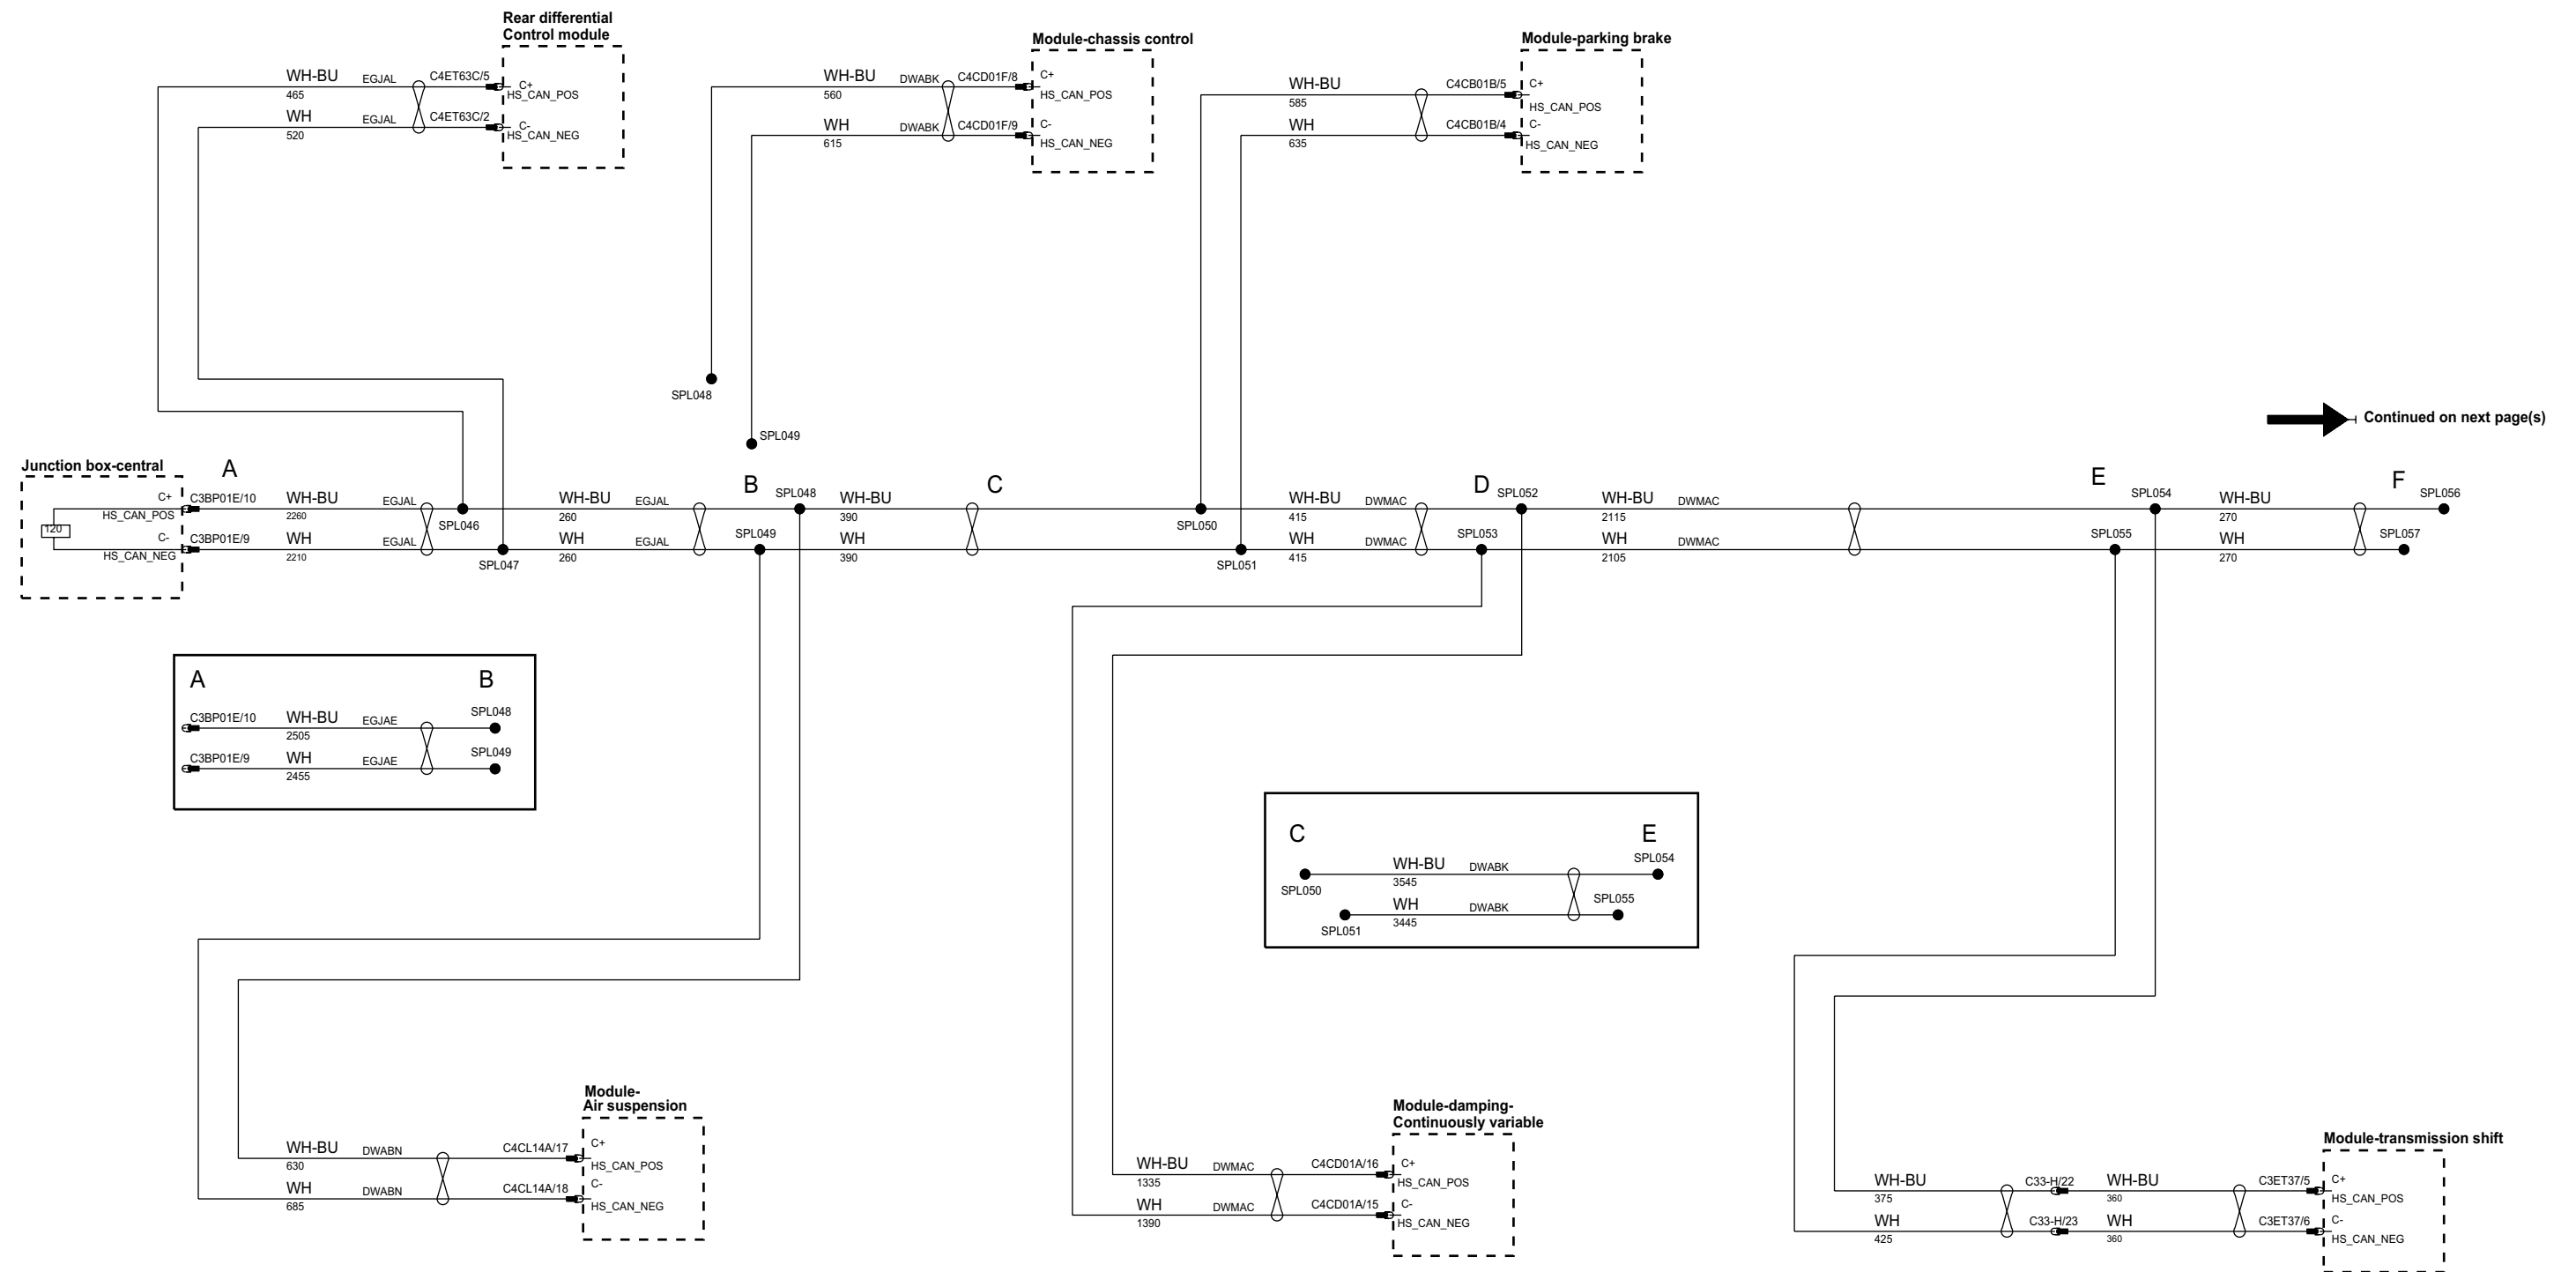 Rear differential
Control module
WH-BU EGJAL C4ET63C/5 C+
465 HS_CAN_POS
WH EGJAL C4ET63C/2 C-
520 HS_CAN_NEG
Module-chassis control
WH-BU DWABK C4CD01F/8 C+
560 HS_CAN_POS
WH DWABK C4CD01F/9 C-
615 HS_CAN_NEG
Module-parking brake
WH-BU C4CB01B/5 C+
585 HS_CAN_POS
WH C4CB01B/4 C-
635 HS_CAN_NEG
SPL048
SPL049
Continued on next page(s)
Junction box-central
A
B
C
D
E
F
C+ C3BP01E/10 WH-BU EGJAL
HS_CAN_POS 2260
SPL046
WH-BU EGJAL
260
SPL048
WH-BU
390
SPL050
WH-BU DWMAC
415
SPL052
WH-BU DWMAC
2115
SPL054
WH-BU
270
SPL056
120
C- C3BP01E/9 WH EGJAL
HS_CAN_NEG 2210
SPL047
WH EGJAL
260
SPL049
WH
390
SPL051
WH DWMAC
415
SPL053
WH DWMAC
2105
SPL055
WH
270
SPL057
A B
C3BP01E/10 WH-BU EGJAE SPL048
2505
C3BP01E/9 WH EGJAE SPL049
2455
C E
WH-BU DWABK SPL054
SPL050 3545
WH DWABK SPL055
SPL051 3445
Module-
Air suspension
WH-BU DWABN C4CL14A/17 C+
630 HS_CAN_POS
WH DWABN C4CL14A/18 C-
685 HS_CAN_NEG
Module-damping-
Continuously variable
WH-BU DWMAC C4CD01A/16 C+
1335 HS_CAN_POS
WH DWMAC C4CD01A/15 C-
1390 HS_CAN_NEG
Module-transmission shift
WH-BU C33-H/22 WH-BU C3ET37/5 C+
375 360 HS_CAN_POS
WH C33-H/23 WH C3ET37/6 C-
425 360 HS_CAN_NEG